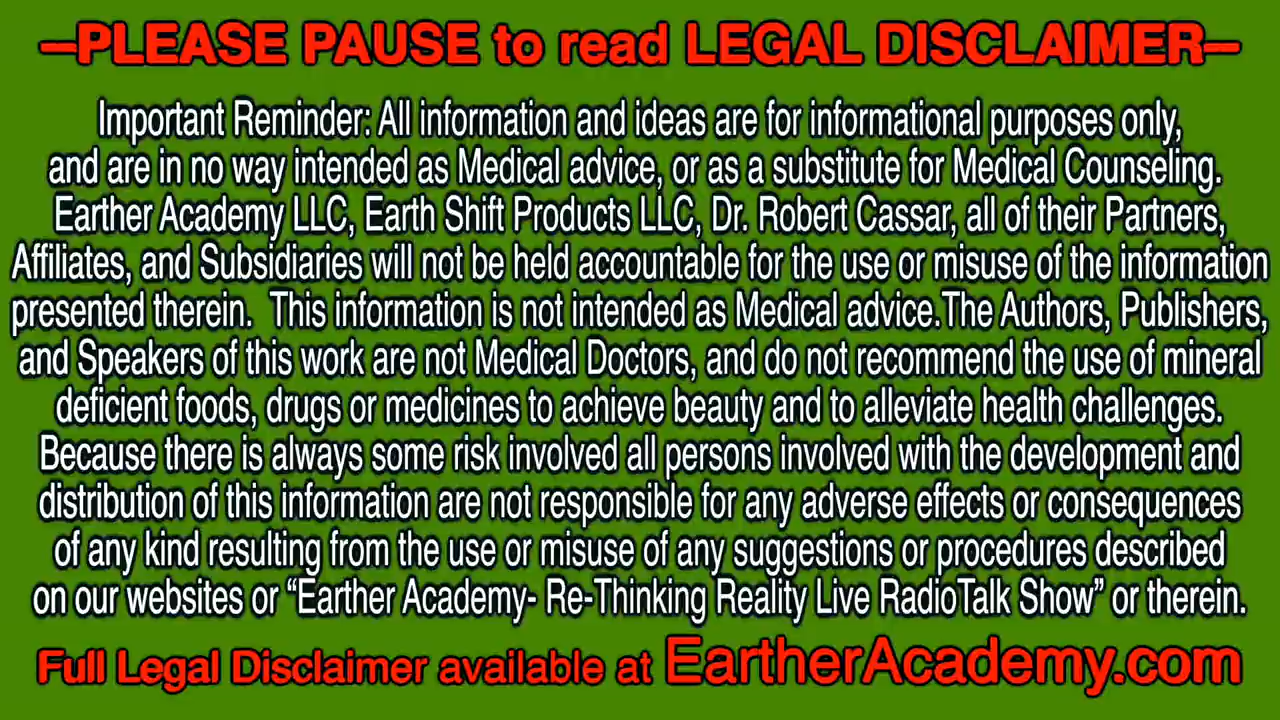 –PLEASE PAUSE to read LEGAL DISCLAIMER–
Important Reminder: All information and ideas are for informational purposes only,
and are in no way intended as Medical advice, or as a substitute for Medical Counseling.
Earther Academy LLC, Earth Shift Products LLC, Dr. Robert Cassar, all of their Partners,
Affiliates, and Subsidiaries will not be held accountable for the use or misuse of the information
presented therein. This information is not intended as Medical advice.The Authors, Publishers,
and Speakers of this work are not Medical Doctors, and do not recommend the use of mineral
deficient foods, drugs or medicines to achieve beauty and to alleviate health challenges.
Because there is always some risk involved all persons involved with the development and
distribution of this information are not responsible for any adverse effects or consequences
of any kind resulting from the use or misuse of any suggestions or procedures described
on our websites or “Earther Academy- Re-Thinking Reality Live RadioTalk Show” or therein.
Full Legal Disclaimer available at EartherAcademy.com